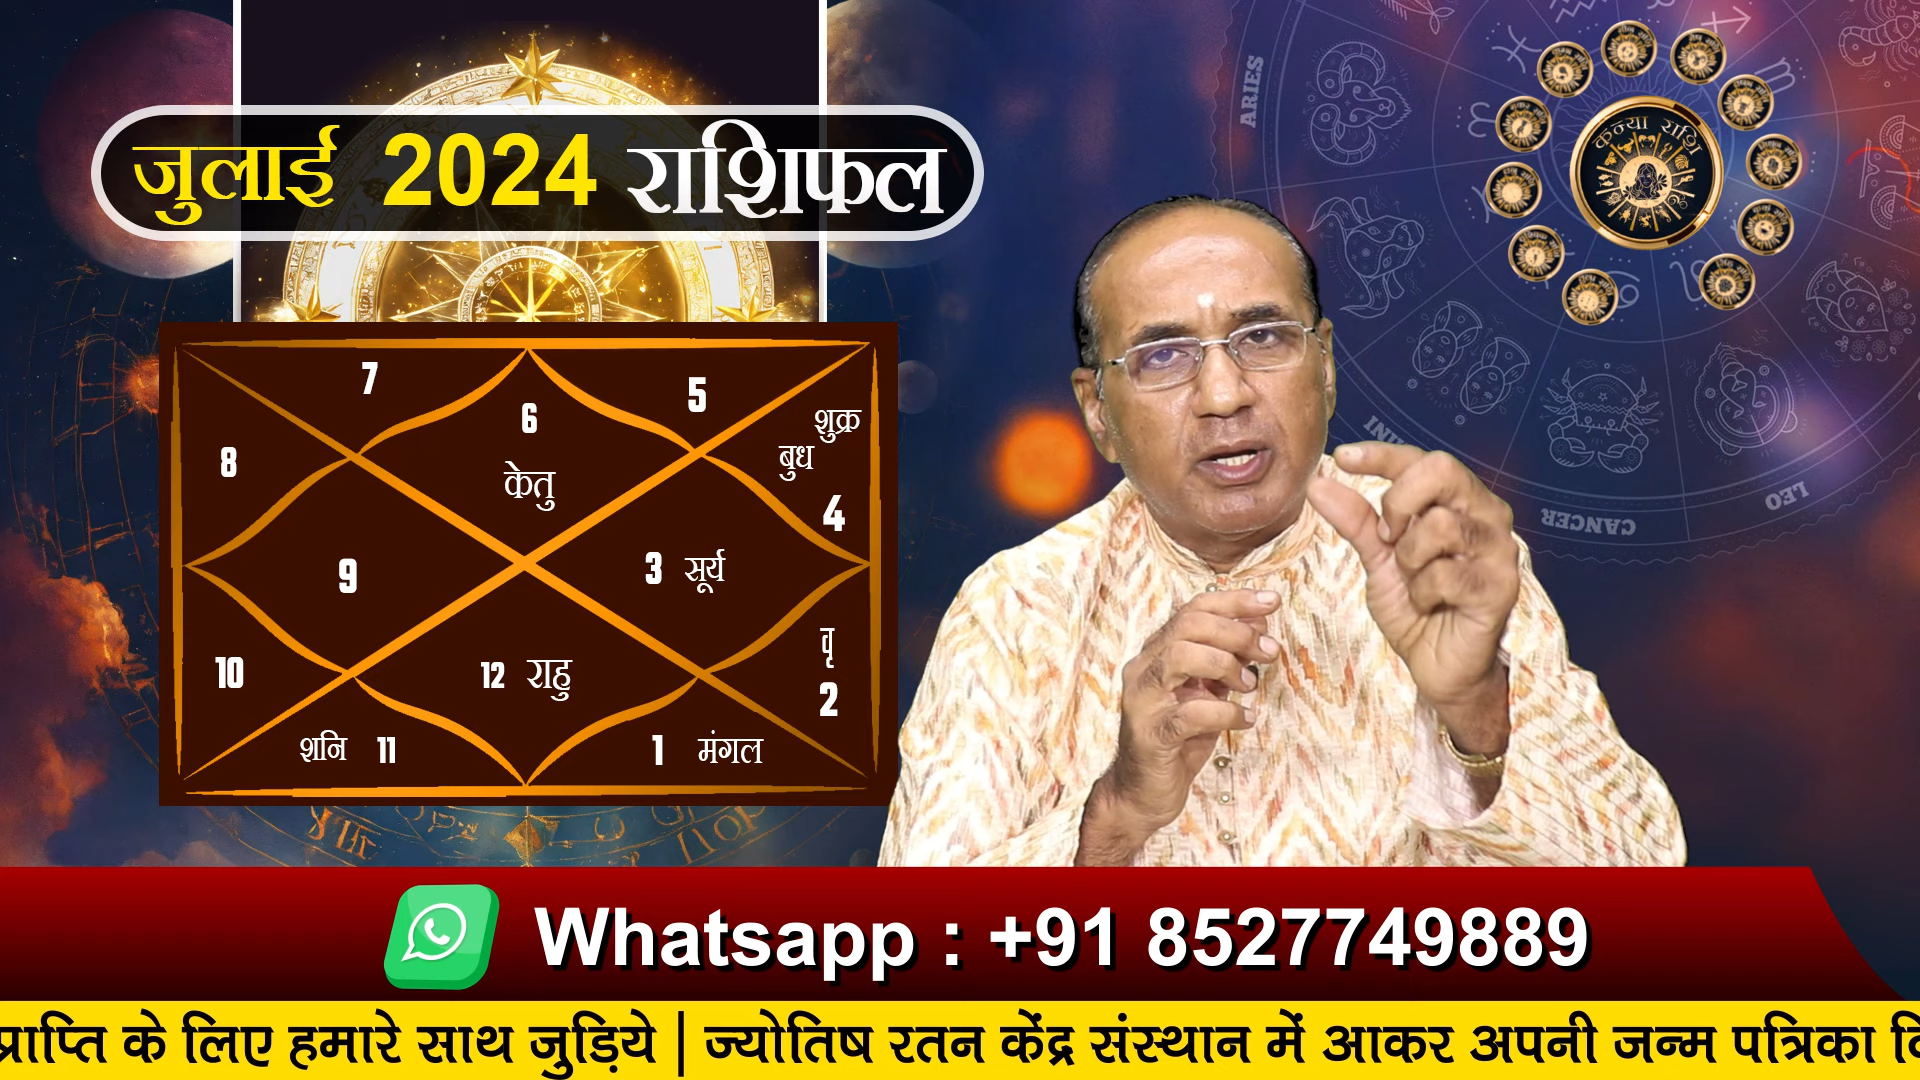 जुलाई 2024 राशिफल
ARIES
कन्या राशि
7
5
6
शुक्र
बुध
8
केतु
4
9
3 सूर्य
वृ
10
12 राहु
2
शनि 11
1 मंगल
CANCER
LEO
Whatsapp : +91 8527749889
प्राप्ति के लिए हमारे साथ जुड़िये | ज्योतिष रतन केंद्र संस्थान में आकर अपनी जन्म पत्रिका